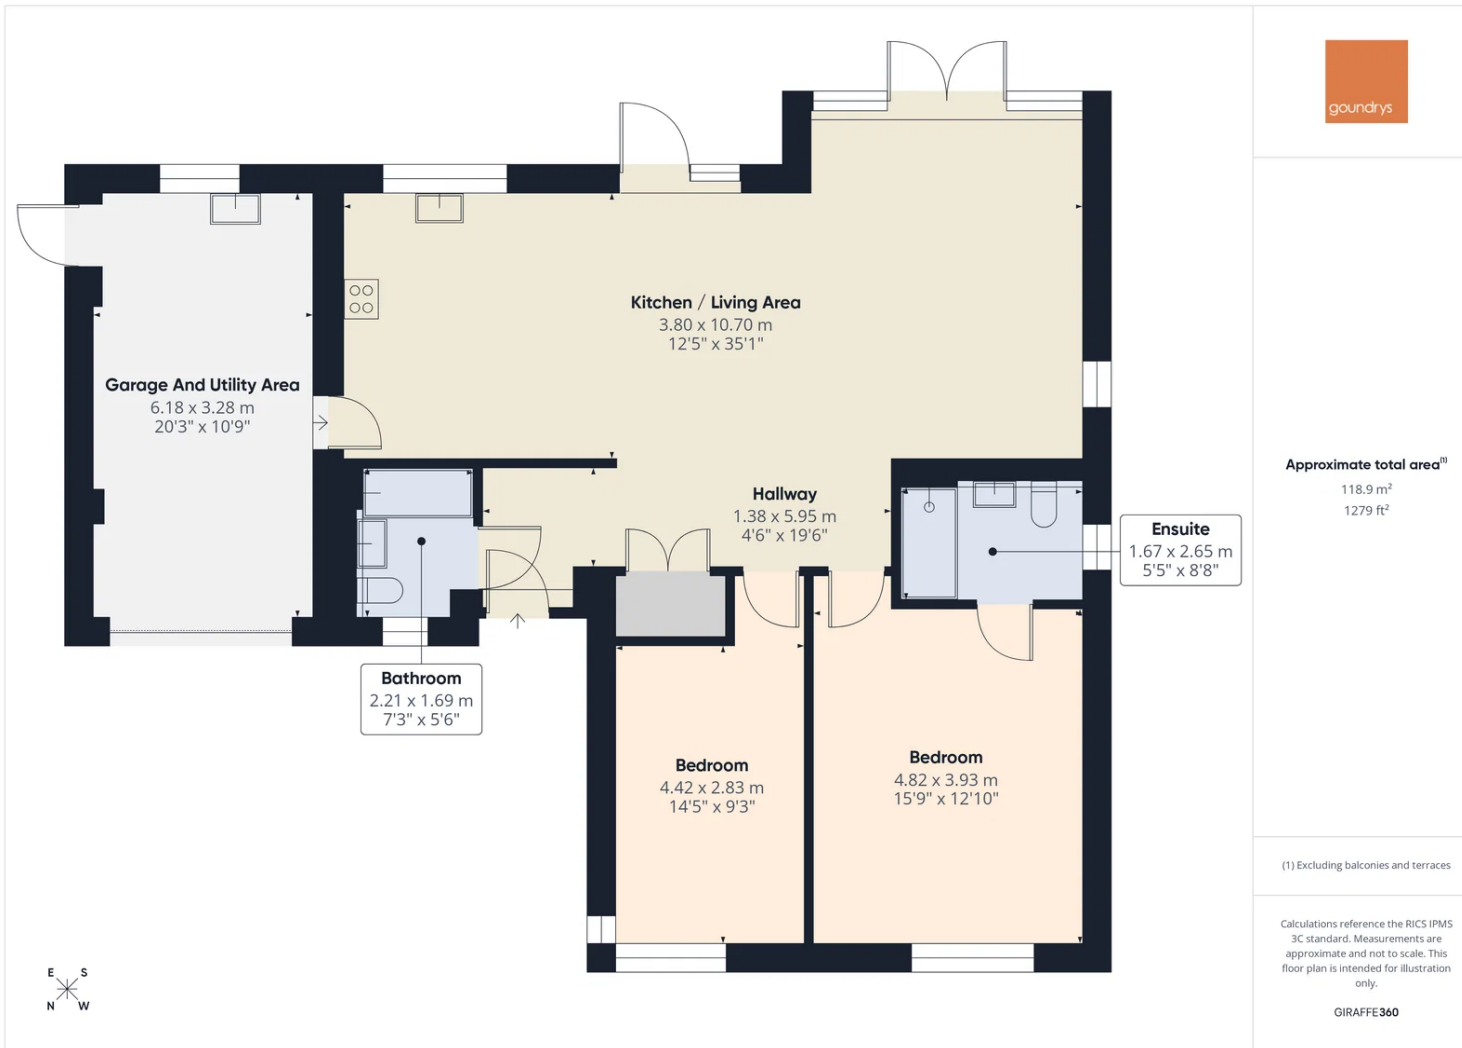 goundrys
Kitchen / Living Area
3.80 x 10.70 m
12'5" x 35'1"
Garage And Utility Area
6.18 x 3.28 m
20'3" x 10'9"
Hallway
1.38 x 5.95 m
4'6" x 19'6"
Ensuite
1.67 x 2.65 m
5'5" x 8'8"
Bathroom
2.21 x 1.69 m
7'3" x 5'6"
Bedroom
4.42 x 2.83 m
14'5" x 9'3"
Bedroom
4.82 x 3.93 m
15'9" x 12'10"
E S
N W
Approximate total area(1)
118.9 m²
1279 ft²
(1) Excluding balconies and terraces
Calculations reference the RICS IPMS
3C standard. Measurements are
approximate and not to scale. This
floor plan is intended for illustration
only.
GIRAFFE360